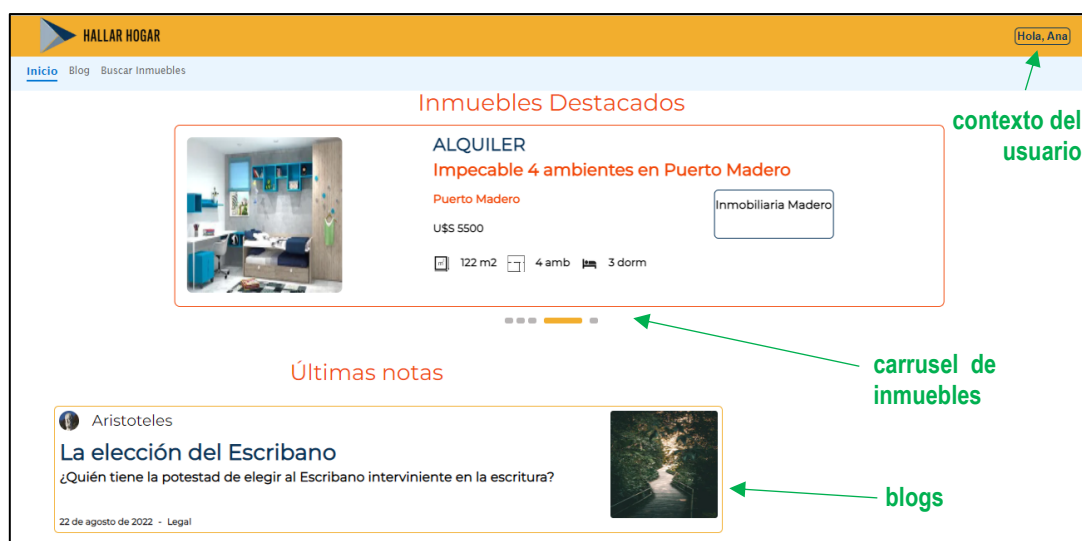 HALLAR HOGAR
Hola, Ana
Inicio Blog Buscar Inmuebles
Inmuebles Destacados
contexto del
usuario
ALQUILER
Impecable 4 ambientes en Puerto Madero
Puerto Madero
Inmobiliaria Madero
U$S 5500
122 m2 4 amb 3 dorm
carrusel de
inmuebles
Últimas notas
Aristoteles
La elección del Escribano
¿Quién tiene la potestad de elegir al Escribano interviniente en la escritura?
blogs
22 de agosto de 2022 - Legal